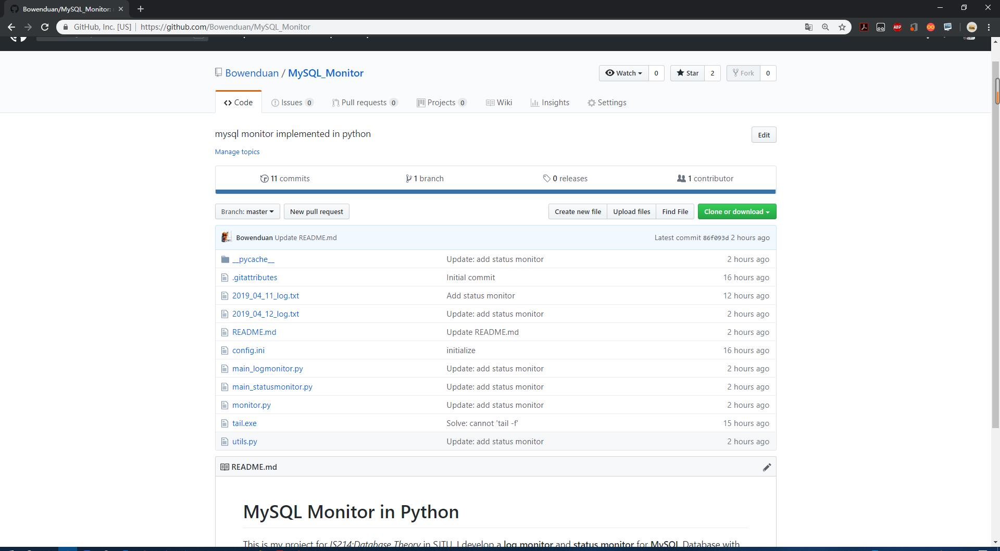 Bowenduan/MySQL_Monitor:
GitHub, Inc. [US] | https://github.com/Bowenduan/MySQL_Monitor
ABP
Bowenduan / MySQL_Monitor
Watch 0 Star 2 Fork 0
Code Issues 0 Pull requests 0 Projects 0 Wiki Insights Settings
mysql monitor implemented in python
Edit
Manage topics
11 commits 1 branch 0 releases 1 contributor
Branch: master New pull request Create new file Upload files Find File Clone or download
Bowenduan Update README.md Latest commit 86f093d 2 hours ago
__pycache__ Update: add status monitor 2 hours ago
.gitattributes Initial commit 16 hours ago
2019_04_11_log.txt Add status monitor 12 hours ago
2019_04_12_log.txt Update: add status monitor 2 hours ago
README.md Update README.md 2 hours ago
config.ini initialize 16 hours ago
main_logmonitor.py Update: add status monitor 2 hours ago
main_statusmonitor.py Update: add status monitor 2 hours ago
monitor.py Update: add status monitor 2 hours ago
tail.exe Solve: cannot 'tail -f' 15 hours ago
utils.py Update: add status monitor 2 hours ago
README.md
MySQL Monitor in Python
This is my project for IS214:Database Theory in SJTU. I develop a log monitor and status monitor for MySQL Database with